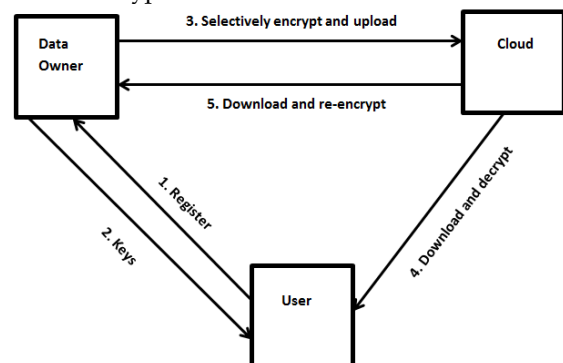 3. Selectively encrypt and upload
Data
Owner
Cloud
5. Download and re-encrypt
1. Register
2. Keys
4. Download and decrypt
User